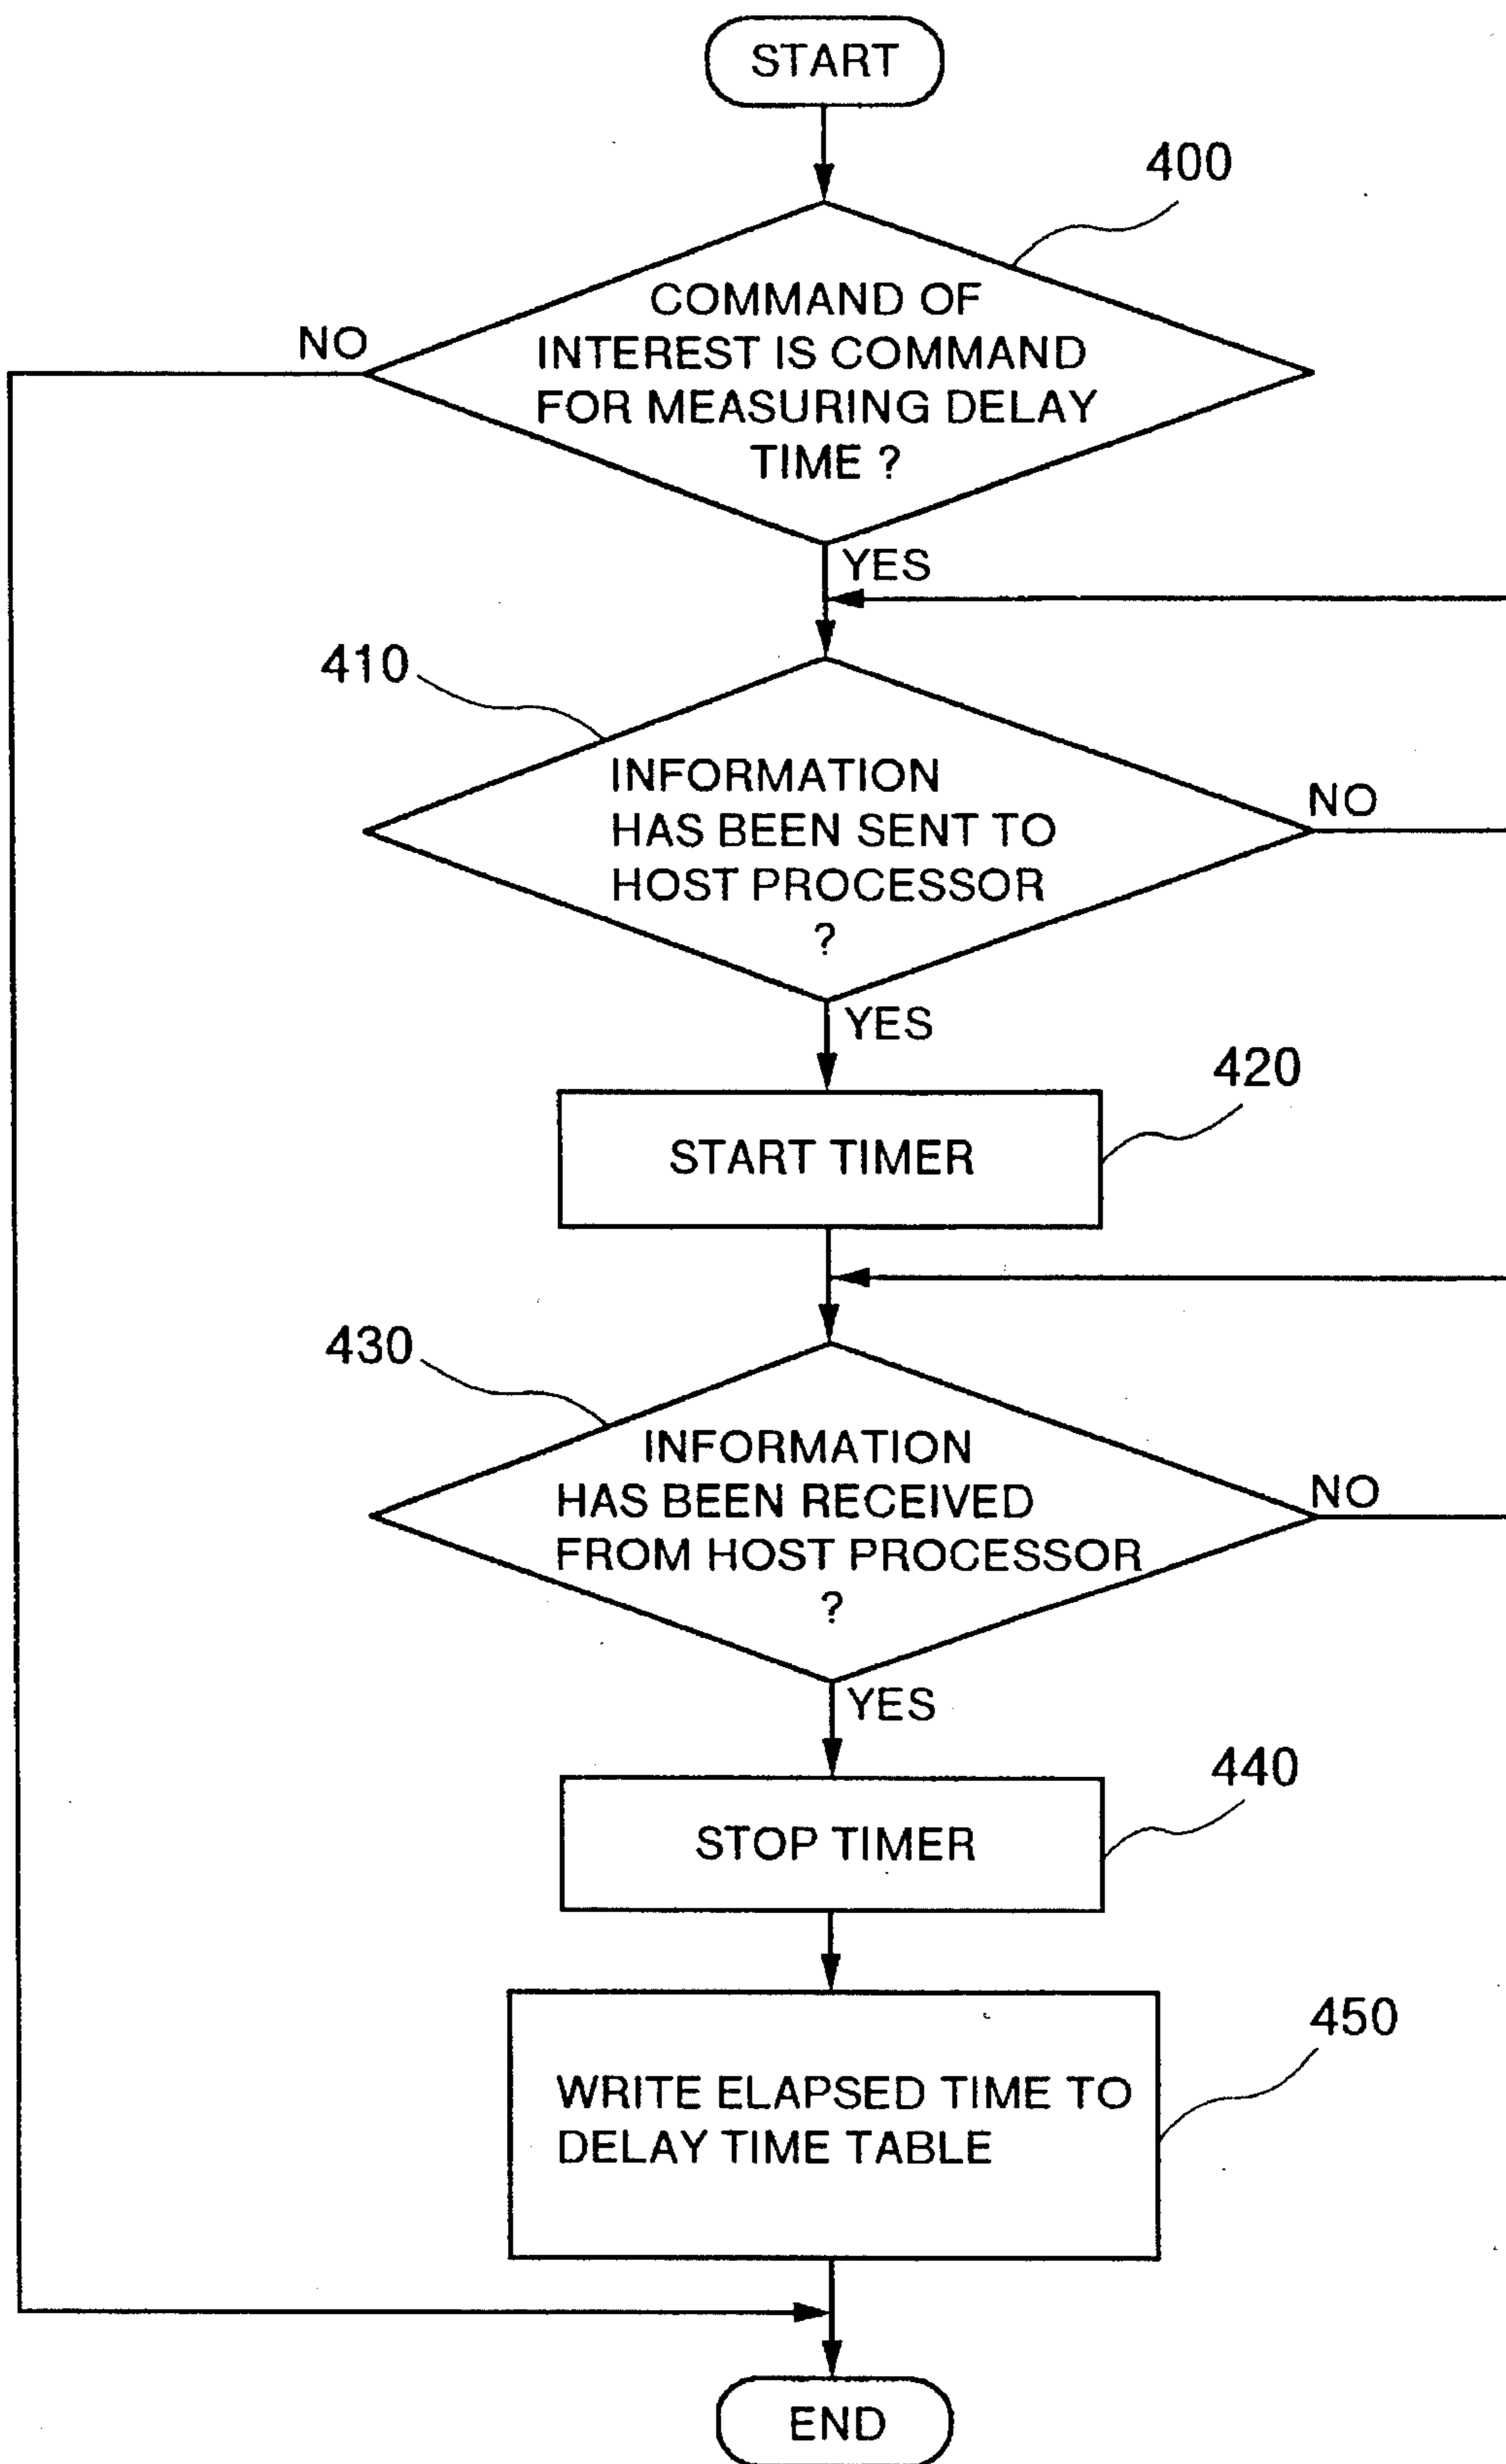 START
400
COMMAND OF
INTEREST IS COMMAND
FOR MEASURING DELAY
TIME ?
NO
YES
410
INFORMATION
HAS BEEN SENT TO
HOST PROCESSOR
?
NO
YES
420
START TIMER
430
INFORMATION
HAS BEEN RECEIVED
FROM HOST PROCESSOR
?
NO
YES
440
STOP TIMER
450
WRITE ELAPSED TIME TO
DELAY TIME TABLE
END